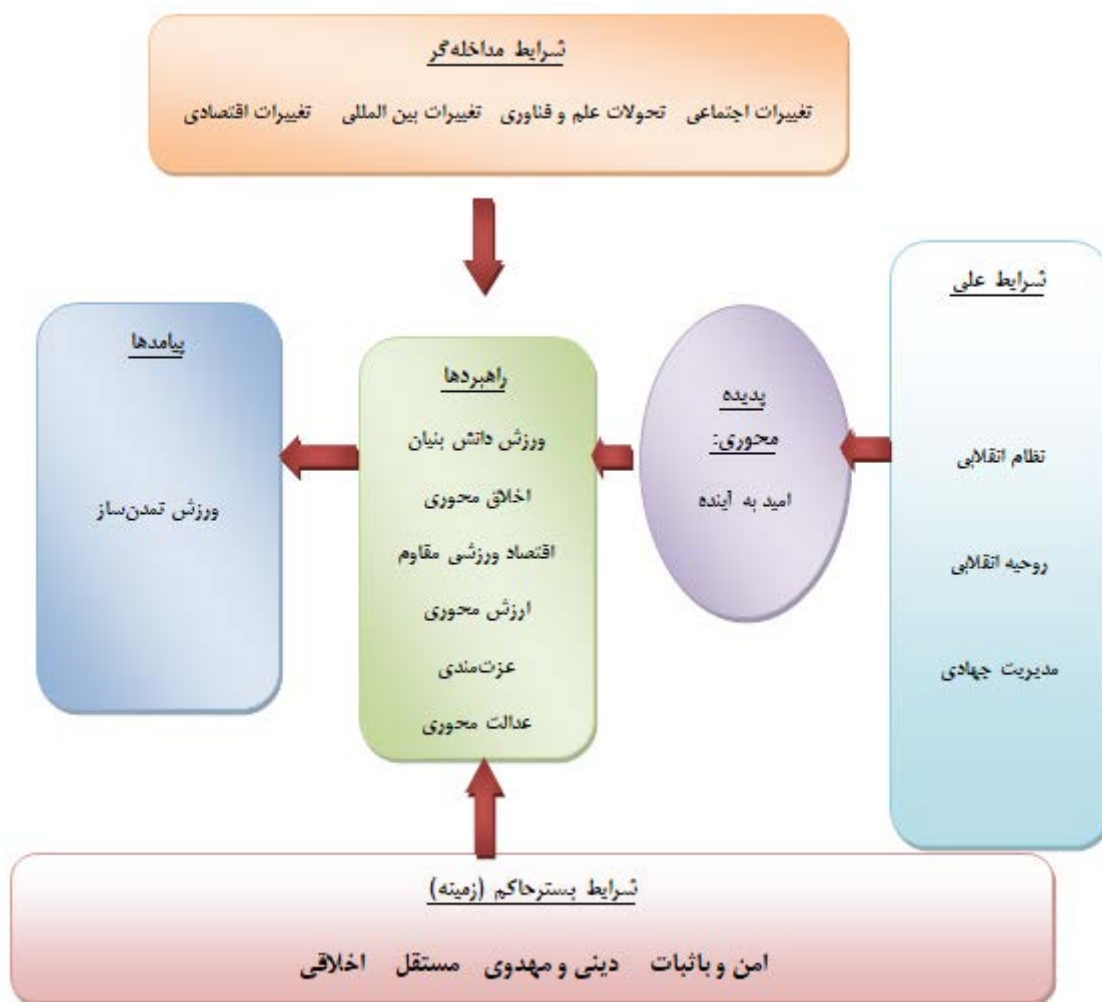 شرایط مداخله‌گر
تغییرات اجتماعی تحولات علم و فناوری تغییرات بین المللی تغییرات اقتصادی
شرایط علی
نظام انقلابی
روحیه انقلابی
مدیریت جهادی
پدیده
محوری:
امید به آینده
راهبردها
ورزش دانش بنیان
اخلاق محوری
اقتصاد ورزشی مقاوم
ارزش محوری
عزت‌مندی
عدالت محوری
پیامدها
ورزش تمدن‌ساز
شرایط بسترحاکم (زمینه)
امن و باثبات دینی و مهدوی مستقل اخلاقی